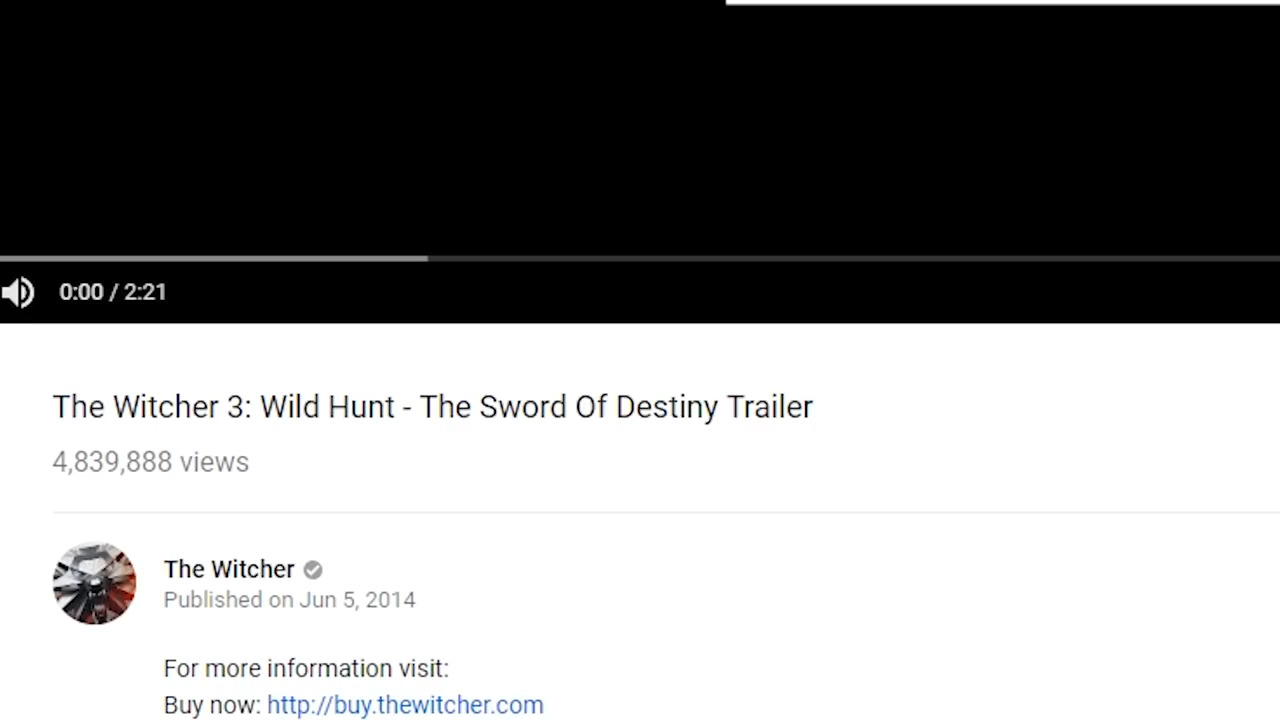 0:00 / 2:21
The Witcher 3: Wild Hunt - The Sword Of Destiny Trailer
4,839,888 views
The Witcher
Published on Jun 5, 2014
For more information visit:
Buy now: http://buy.thewitcher.com